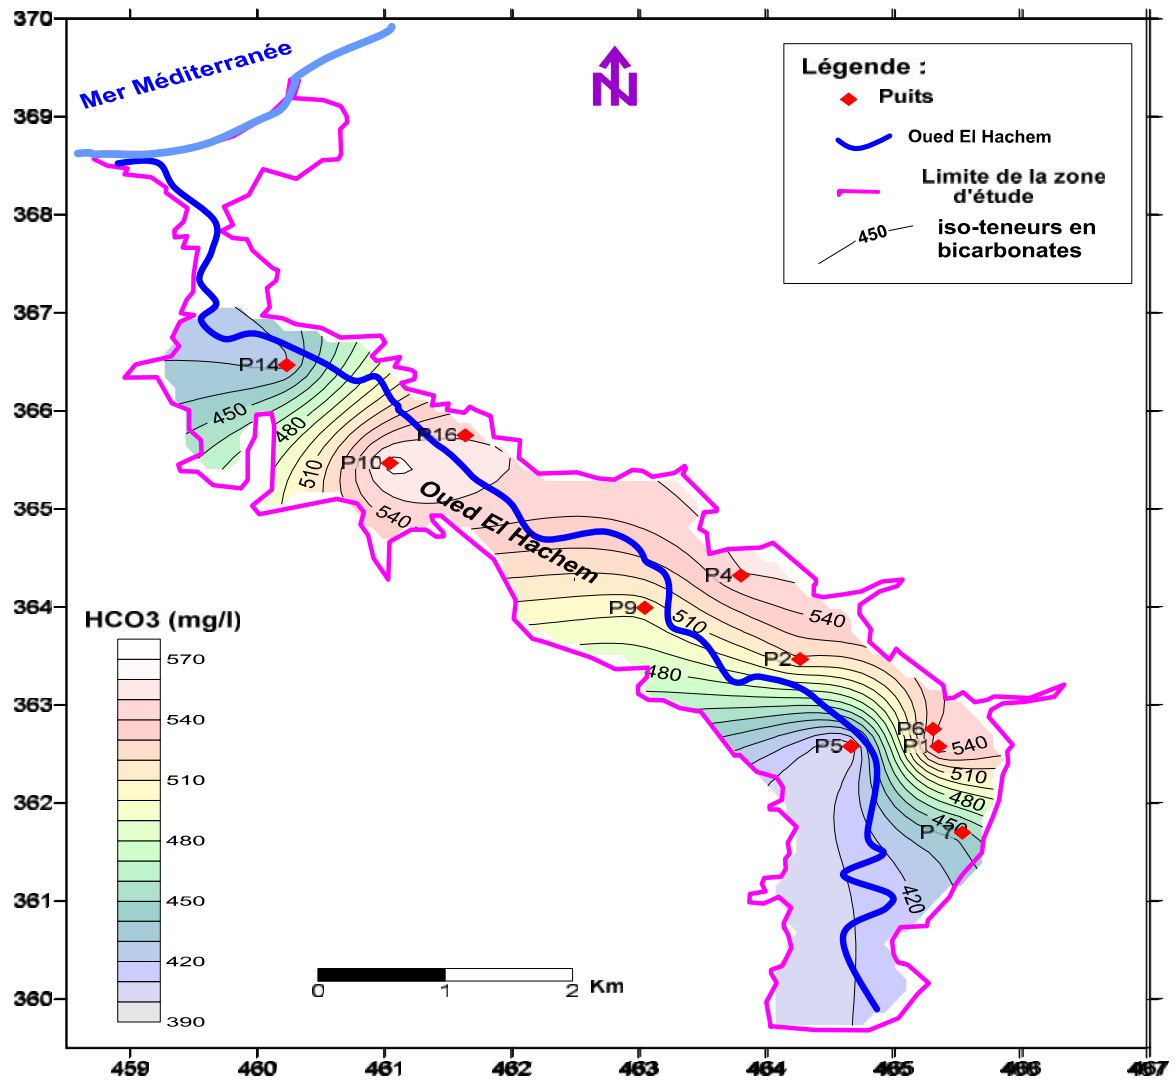 370
369
368
367
366
365
364
363
362
361
360
Mer Méditerranée
N
Légende :
Puits
Oued El Hachem
Limite de la zone
d'étude
450
iso-teneurs en
bicarbonates
P14
450
480
510
P16
P10
540
Oued El Hachem
P4
P9
510
540
P2
480
P6
P1
540
P5
510
480
450
P 7
420
HCO3 (mg/l)
570
540
510
480
450
420
390
0 1 2 Km
459 460 461 462 463 464 465 466 467